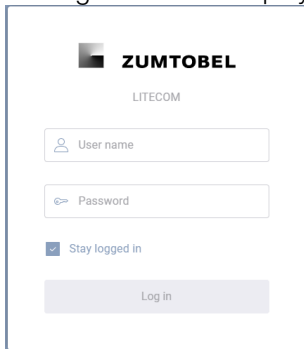 ZUMTOBEL
LITECOM
User name
Password
Stay logged in
Log in